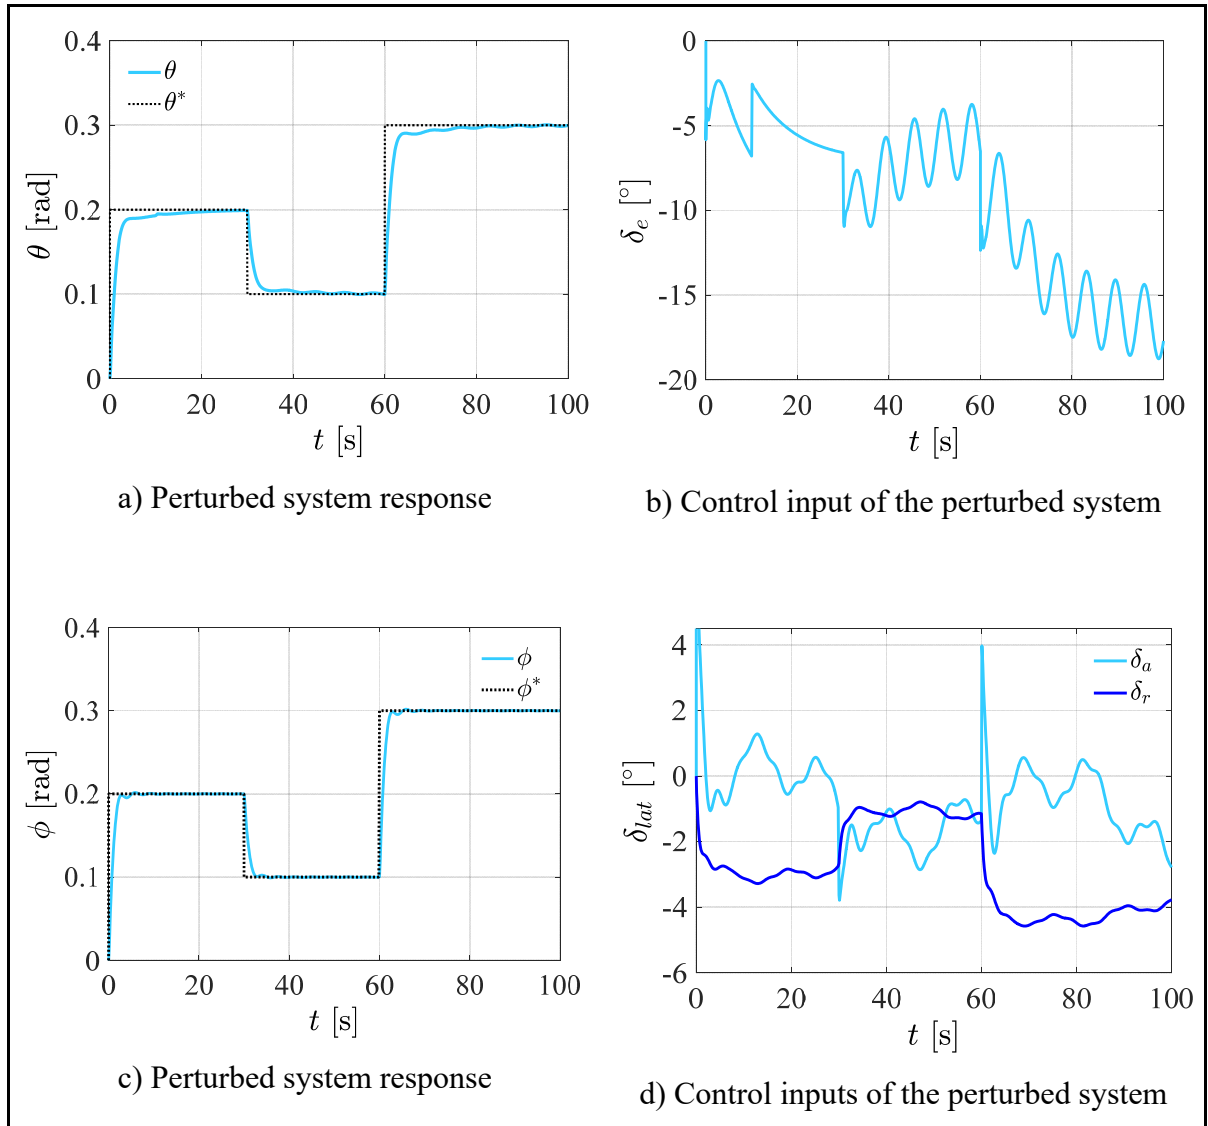 0.4
0.3
0.2
0.1
0
θ [rad]
θ
θ*
0 20 40 60 80 100
t [s]
a) Perturbed system response
0
-5
-10
-15
-20
δe [°]
0 20 40 60 80 100
t [s]
b) Control input of the perturbed system
0.4
0.3
0.2
0.1
0
ϕ [rad]
ϕ
ϕ*
0 20 40 60 80 100
t [s]
c) Perturbed system response
4
2
0
-2
-4
-6
δlat [°]
δa
δr
0 20 40 60 80 100
t [s]
d) Control inputs of the perturbed system